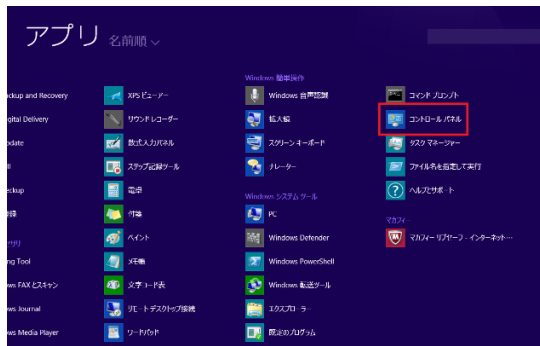 アプリ 名前順
ckup and Recovery
gital Delivery
pdate
ckup
ng Tool
ws FAX とスキャン
ws Journal
ws Media Player
XPS ビューアー
サウンド レコーダー
数式入力パネル
ステップ記録ツール
電卓
付箋
ペイント
メモ帳
文字コード表
リモート デスクトップ接続
ワードパッド
Windows 簡単操作
Windows 音声認識
拡大鏡
スクリーン キーボード
ナレーター
Windows システム ツール
PC
Windows Defender
Windows PowerShell
Windows 転送ツール
エクスプローラー
既定のプログラム
コマンド プロンプト
コントロール パネル
タスク マネージャー
ファイル名を指定して実行
ヘルプとサポート
マカフィー
マカフィー リブセーフ - インターネット…